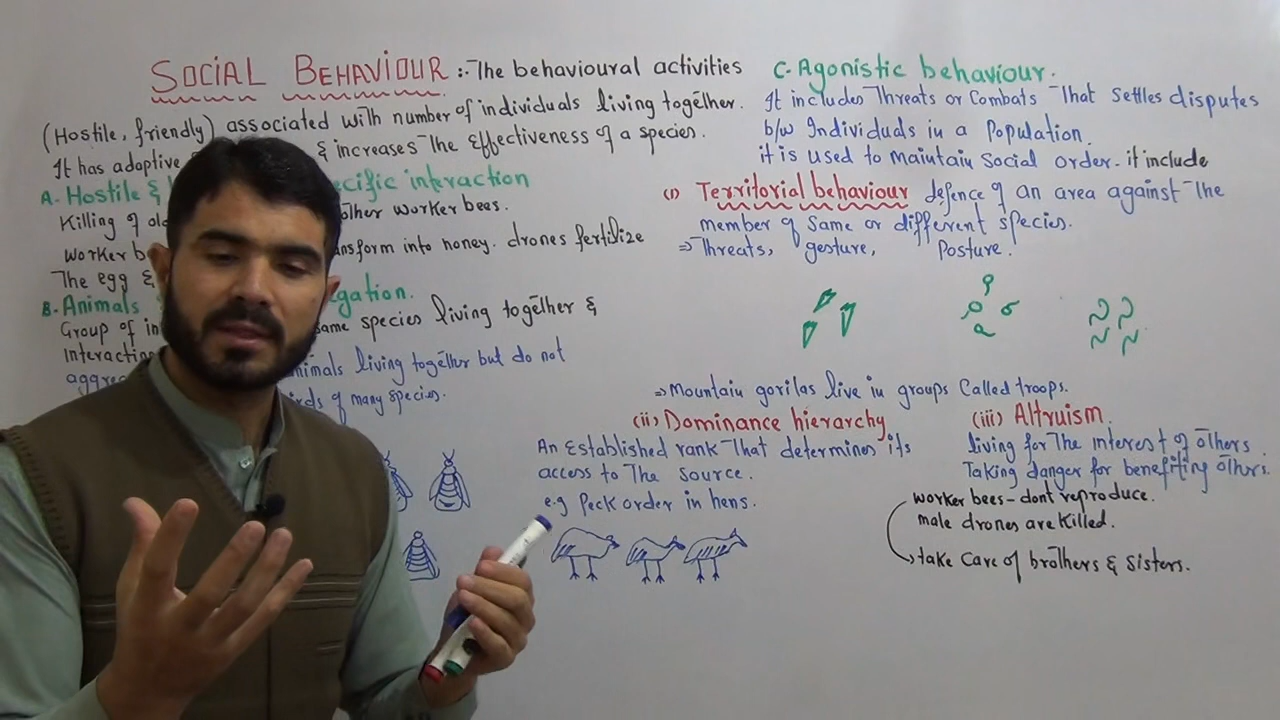 SOCIAL BEHAVIOUR :- The behavioural activities
(Hostile, friendly) associated with number of individuals living together.
It has adaptive & increases The Effectiveness of a species.
A. Hostile & cific interaction
Killing of old other worker bees.
Worker b nsform into honey. drones fertilize
The egg &
B. Animals gation.
Group of in same species living together &
Interacting nimals living together but do not
aggre
irds of many species.
C- Agonistic behaviour.
It includes Threats or Combats That settles disputes
b/w Individuals in a Population.
it is used to maintain social order. it include
(i) Territorial behaviour defence of an area against The
member of same or different species.
⇒ Threats, gesture, Posture.
⇒ Mountain gorilas live in groups Called troops.
(ii) Dominance hierarchy
An Established rank That determines its
access to The source.
e.g Peck order in hens.
(iii) Altruism
living for The interest of others.
Taking danger for benefiting others.
worker bees - dont reproduce.
male drones are killed.
take care of brothers & sisters.